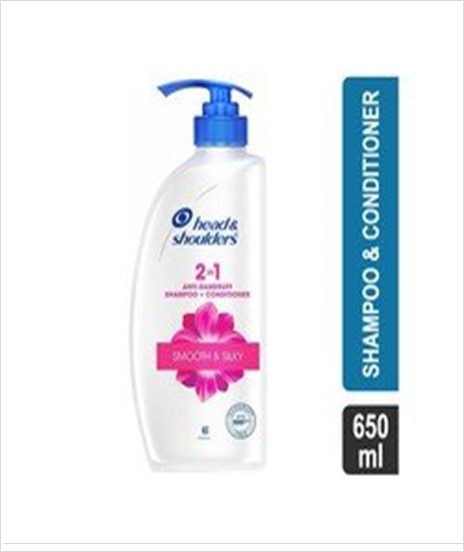 head&
shoulders
2in1
ANTI-DANDRUFF
SHAMPOO + CONDITIONER
SMOOTH & SILKY
SHAMPOO & CONDITIONER
650
ml